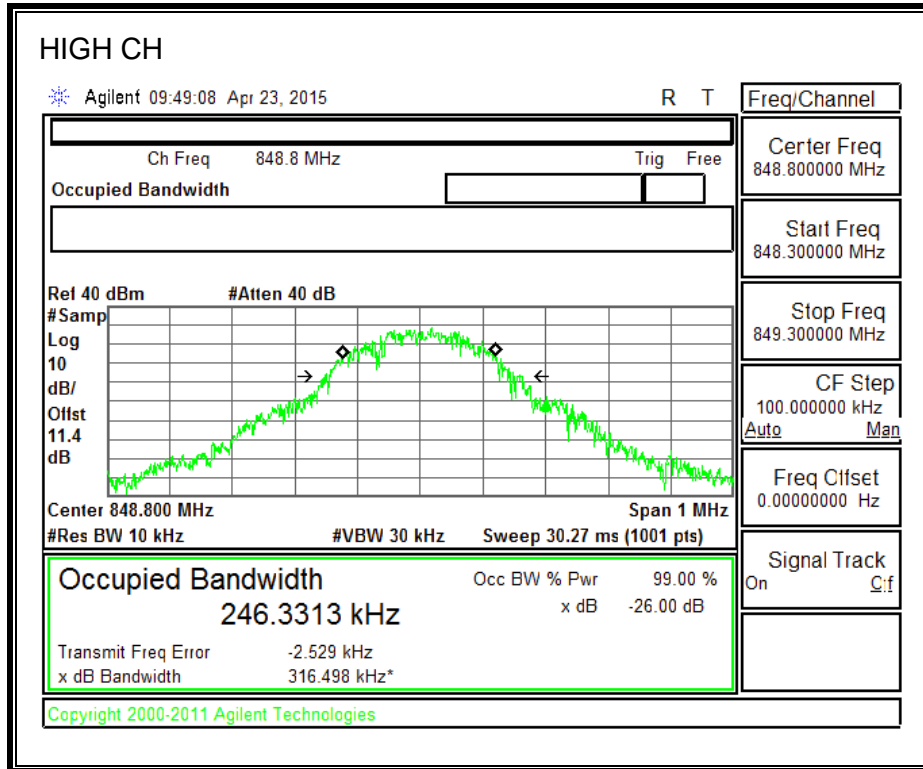 HIGH CH
Agilent 09:49:08 Apr 23, 2015 R T
Freq/Channel
Ch Freq 848.8 MHz Trig Free
Occupied Bandwidth
Center Freq
848.800000 MHz
Start Freq
848.300000 MHz
Stop Freq
849.300000 MHz
CF Step
100.000000 kHz
Auto Man
Freq Offset
0.00000000 Hz
Signal Track
On Off
Ref 40 dBm #Atten 40 dB
#Samp
Log
10
dB/
Offst
11.4
dB
Center 848.800 MHz Span 1 MHz
#Res BW 10 kHz #VBW 30 kHz Sweep 30.27 ms (1001 pts)
Occupied Bandwidth Occ BW % Pwr 99.00 %
246.3313 kHz x dB -26.00 dB
Transmit Freq Error -2.529 kHz
x dB Bandwidth 316.498 kHz*
Copyright 2000-2011 Agilent Technologies